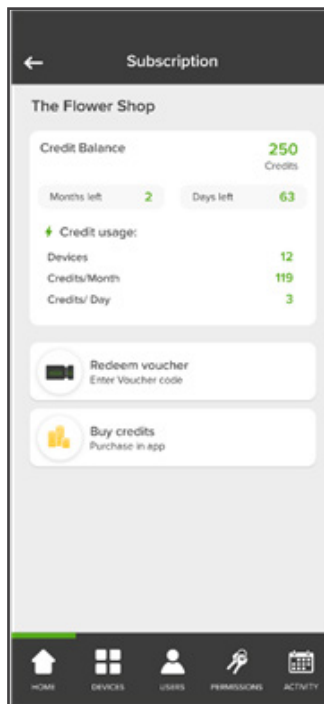 Subscription
The Flower Shop
Credit Balance 250
Credits
Months left 2 Days left 63
Credit usage:
Devices 12
Credits/Month 119
Credits/ Day 3
Redeem voucher
Enter Voucher code
Buy credits
Purchase in app
HOME DEVICES USERS PERMISSIONS ACTIVITY